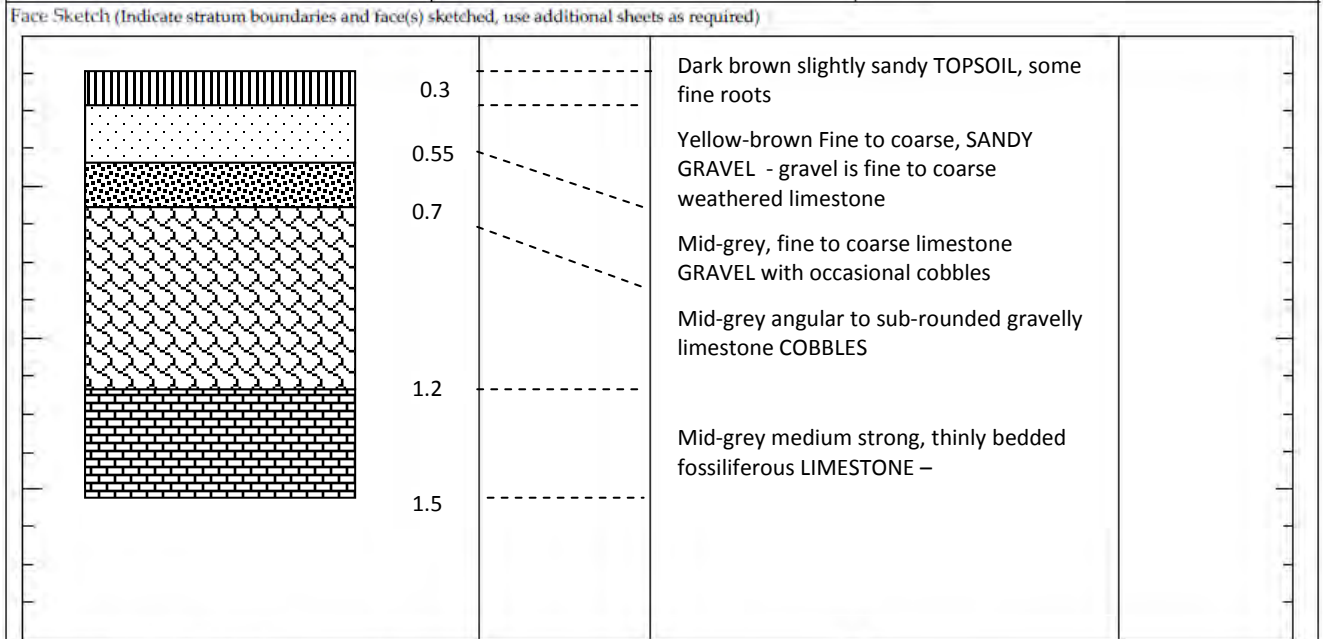 Face Sketch (Indicate stratum boundaries and face(s) sketched, use additional sheets as required)
0.3
Dark brown slightly sandy TOPSOIL, some
fine roots
0.55
Yellow-brown Fine to coarse, SANDY
GRAVEL - gravel is fine to coarse
weathered limestone
0.7
Mid-grey, fine to coarse limestone
GRAVEL with occasional cobbles
Mid-grey angular to sub-rounded gravelly
limestone COBBLES
1.2
Mid-grey medium strong, thinly bedded
fossiliferous LIMESTONE –
1.5